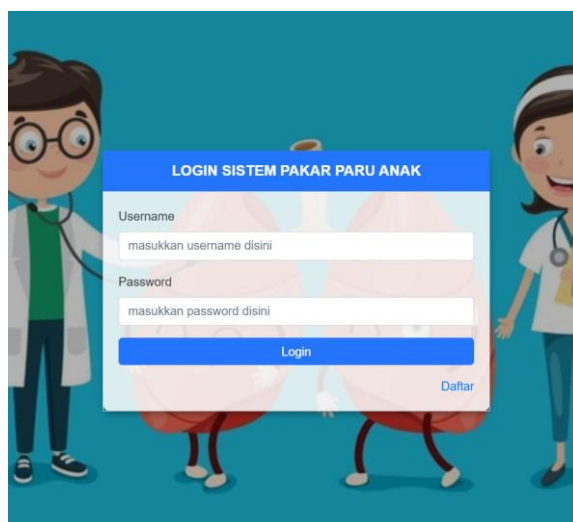 LOGIN SISTEM PAKAR PARU ANAK
Username
masukkan username disini
Password
masukkan password disini
Login
Daftar